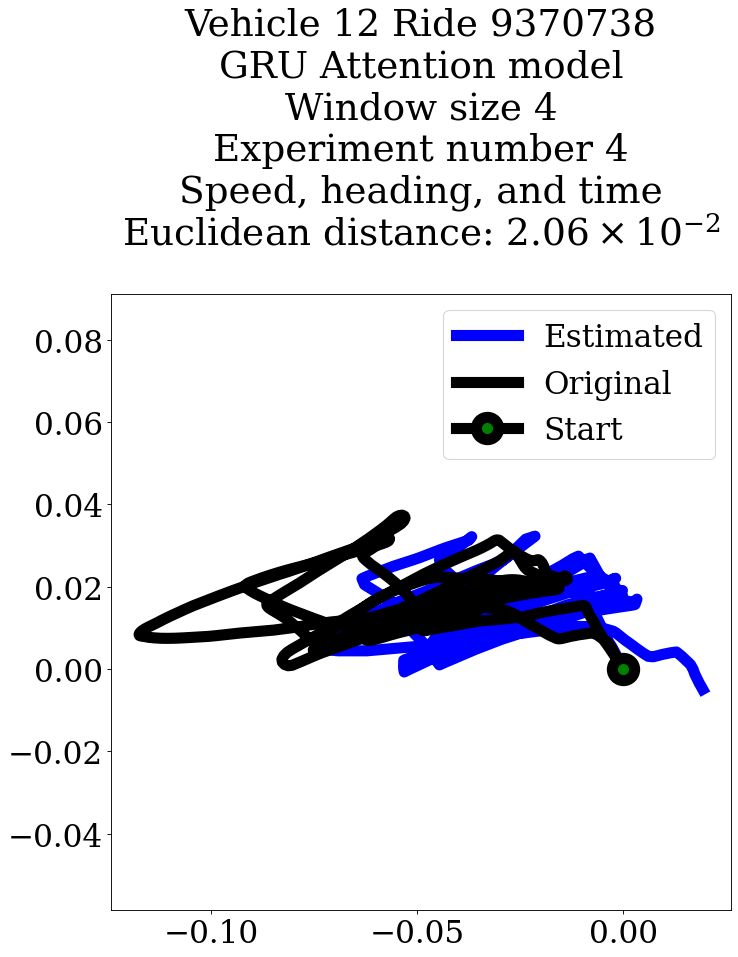 Vehicle 12 Ride 9370738
GRU Attention model
Window size 4
Experiment number 4
Speed, heading, and time
Euclidean distance: 2.06 × 10⁻²
Estimated
Original
Start
0.08
0.06
0.04
0.02
0.00
−0.02
−0.04
−0.10 −0.05 0.00